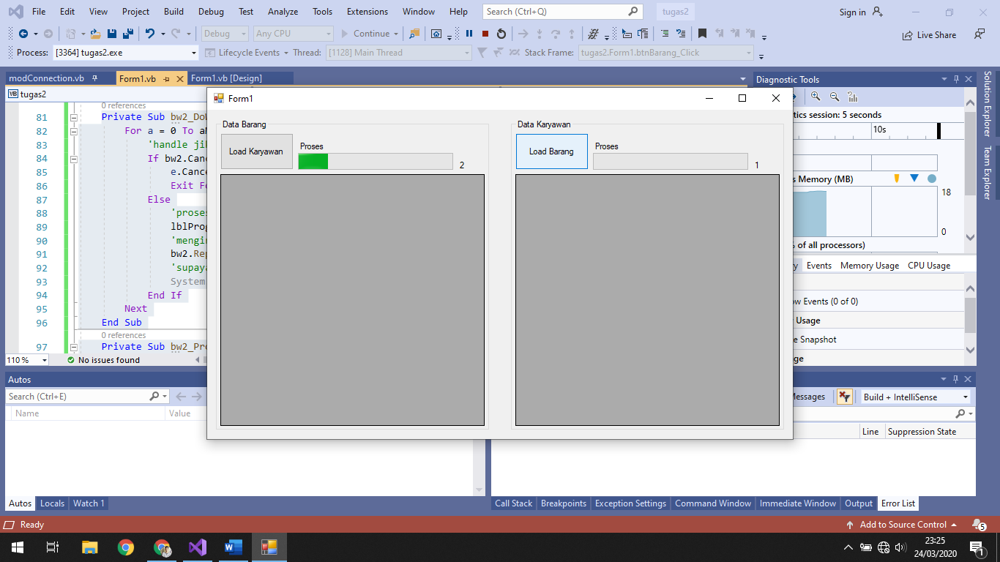 File Edit View Project Build Debug Test Analyze Tools Extensions Window Help Search (Ctrl+Q) tugas2 Sign in
Debug Any CPU Continue Live Share
Process: [3364] tugas2.exe Lifecycle Events Thread: [1128] Main Thread Stack Frame: tugas2.Form1.btnBarang_Click
modConnection.vb Form1.vb Form1.vb [Design]
tugas2
0 references
81 Private Sub bw2_DoW
82 For a = 0 To aM
83 'handle jik
84 If bw2.Canc
85 e.Cance
86 Exit Fo
87 Else
88 'proses
89 lblProg
90 'mengin
91 bw2.Rep
92 'supaya
93 System
94 End If
95 Next
96 End Sub
0 references
97 Private Sub bw2_Pro
110 % No issues found
Form1
Data Barang
Load Karyawan
Proses
2
Data Karyawan
Load Barang
Proses
1
Diagnostic Tools
tics session: 5 seconds
10s
s Memory (MB)
18
0
% of all processors)
y Events Memory Usage CPU Usage
ow Events (0 of 0)
Usage
e Snapshot
ge
Solution Explorer
Team Explorer
Autos
Search (Ctrl+E)
Name Value
Messages Build + IntelliSense
Line Suppression State
Autos Locals Watch 1
Call Stack Breakpoints Exception Settings Command Window Immediate Window Output Error List
Ready Add to Source Control 5
23:25
24/03/2020
1